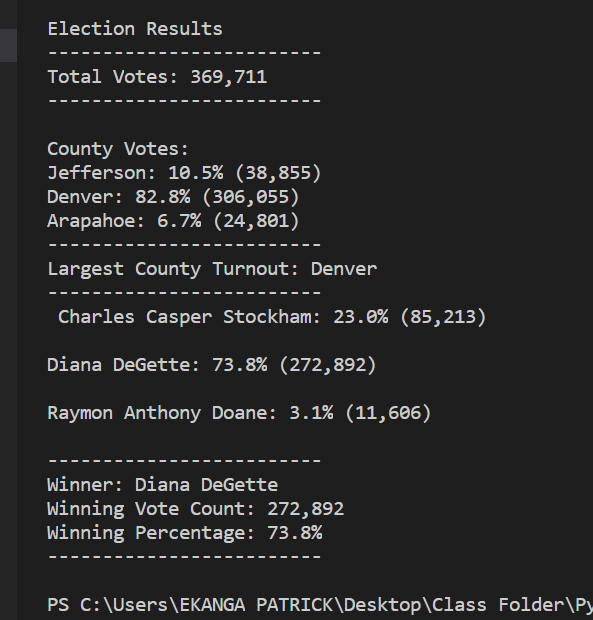 Election Results
-------------------------
Total Votes: 369,711
-------------------------
County Votes:
Jefferson: 10.5% (38,855)
Denver: 82.8% (306,055)
Arapahoe: 6.7% (24,801)
-------------------------
Largest County Turnout: Denver
-------------------------
Charles Casper Stockham: 23.0% (85,213)
Diana DeGette: 73.8% (272,892)
Raymon Anthony Doane: 3.1% (11,606)
-------------------------
Winner: Diana DeGette
Winning Vote Count: 272,892
Winning Percentage: 73.8%
-------------------------
PS C:\Users\EKANGA PATRICK\Desktop\Class Folder\Py